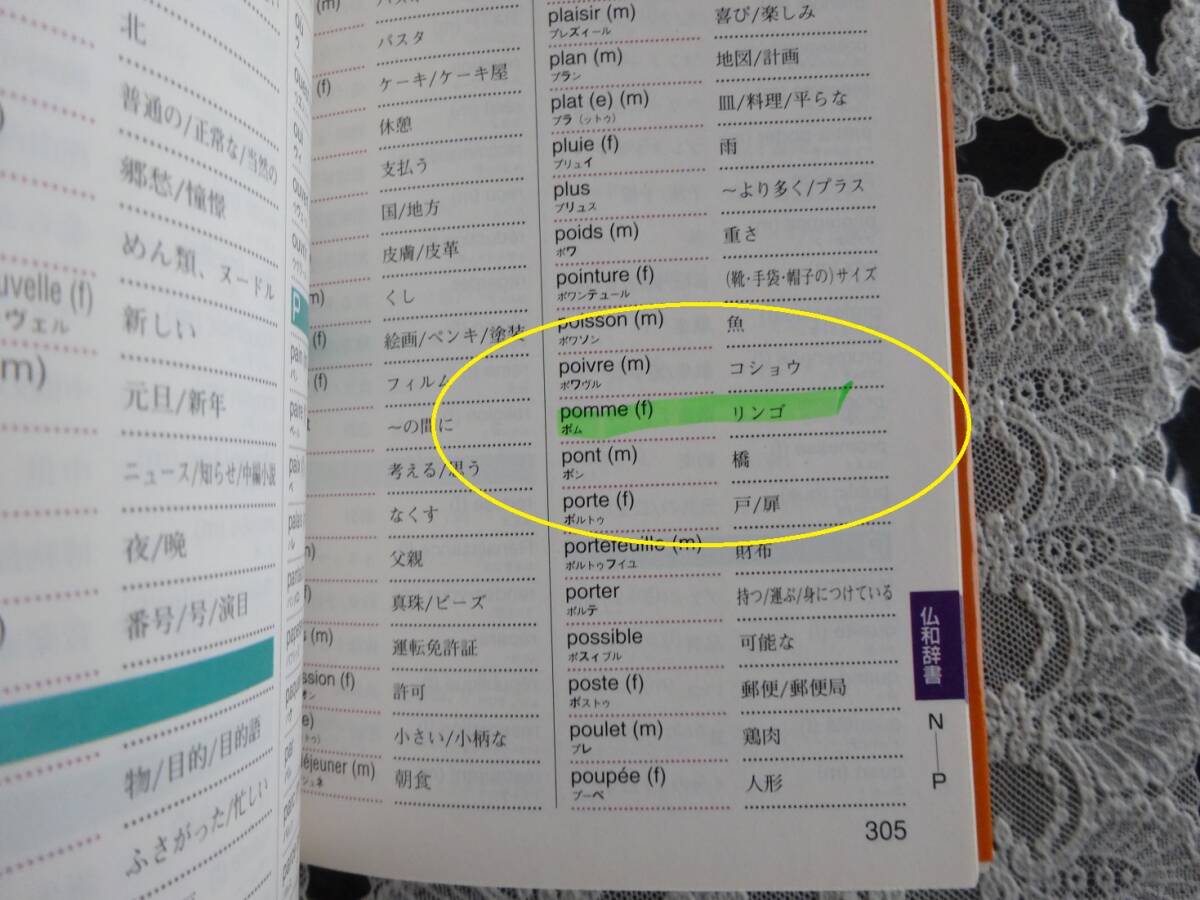 北
普通の/正常な/当然の
郷愁/憧憬
めん類、ヌードル
uvelle (f)
ヴェル
新しい
元旦/新年
ニュース/知らせ/中編小説
夜/晩
番号/号/演目
物/目的/目的語
ふさがった/忙しい
P
パスタ
ケーキ/ケーキ屋
休憩
支払う
国/地方
皮膚/皮革
くし
絵画/ペンキ/塗装
フィルム
〜の間に
考える/思う
なくす
父親
真珠/ビーズ
運転免許証
ssion (f)
許可
小さい/小柄な
déjeuner (m)
朝食
plaisir (m) 喜び/楽しみ
プレズィール
plan (m) 地図/計画
プラン
plat (e) (m) 皿/料理/平らな
プラ (ットゥ)
pluie (f) 雨
プリュイ
plus 〜より多く/プラス
プリュス
poids (m) 重さ
ポワ
pointure (f) (靴・手袋・帽子の)サイズ
ポワンテュール
poisson (m) 魚
ポワソン
poivre (m) コショウ
ポワヴル
pomme (f) リンゴ
ポム
pont (m) 橋
ポン
porte (f) 戸/扉
ポルトゥ
portefeuille (m) 財布
ポルトゥフイユ
porter 持つ/運ぶ/身につけている
ポルテ
possible 可能な
ポスィブル
poste (f) 郵便/郵便局
ポストゥ
poulet (m) 鶏肉
プレ
poupée (f) 人形
プーペ
仏和辞書
N
P
305